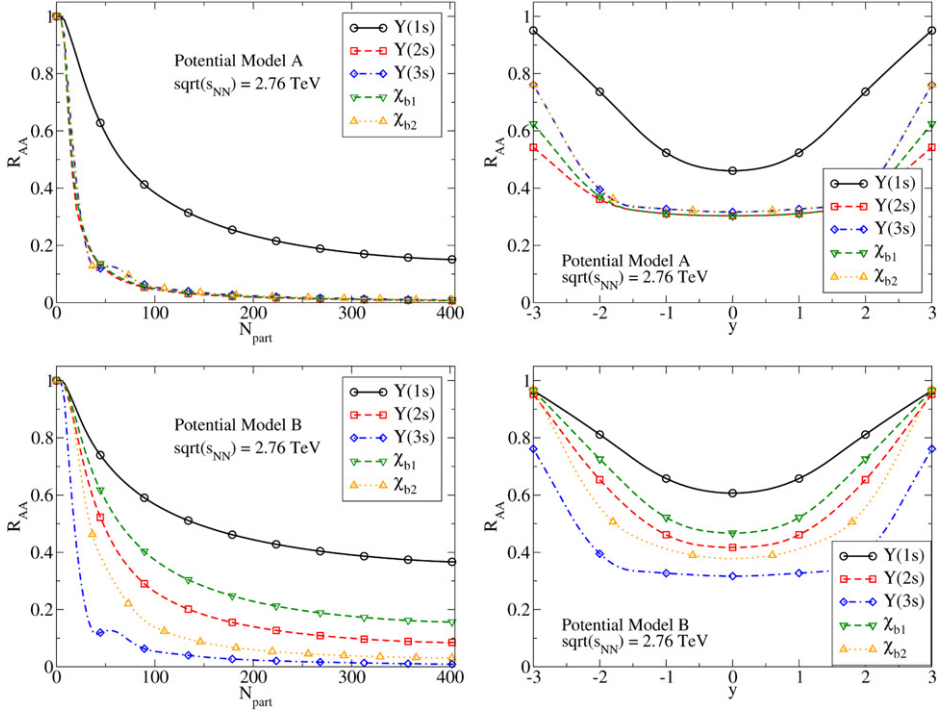 1
0.8
0.6
0.4
0.2
0
R_AA
0
100
200
300
400
N_part
Potential Model A
sqrt(s_NN) = 2.76 TeV
Υ(1s)
Υ(2s)
Υ(3s)
χ_b1
χ_b2
1
0.8
0.6
0.4
0.2
0
R_AA
-3
-2
-1
0
1
2
3
y
Potential Model A
sqrt(s_NN) = 2.76 TeV
Υ(1s)
Υ(2s)
Υ(3s)
χ_b1
χ_b2
1
0.8
0.6
0.4
0.2
0
R_AA
0
100
200
300
400
N_part
Potential Model B
sqrt(s_NN) = 2.76 TeV
Υ(1s)
Υ(2s)
Υ(3s)
χ_b1
χ_b2
1
0.8
0.6
0.4
0.2
0
R_AA
-3
-2
-1
0
1
2
3
y
Potential Model B
sqrt(s_NN) = 2.76 TeV
Υ(1s)
Υ(2s)
Υ(3s)
χ_b1
χ_b2